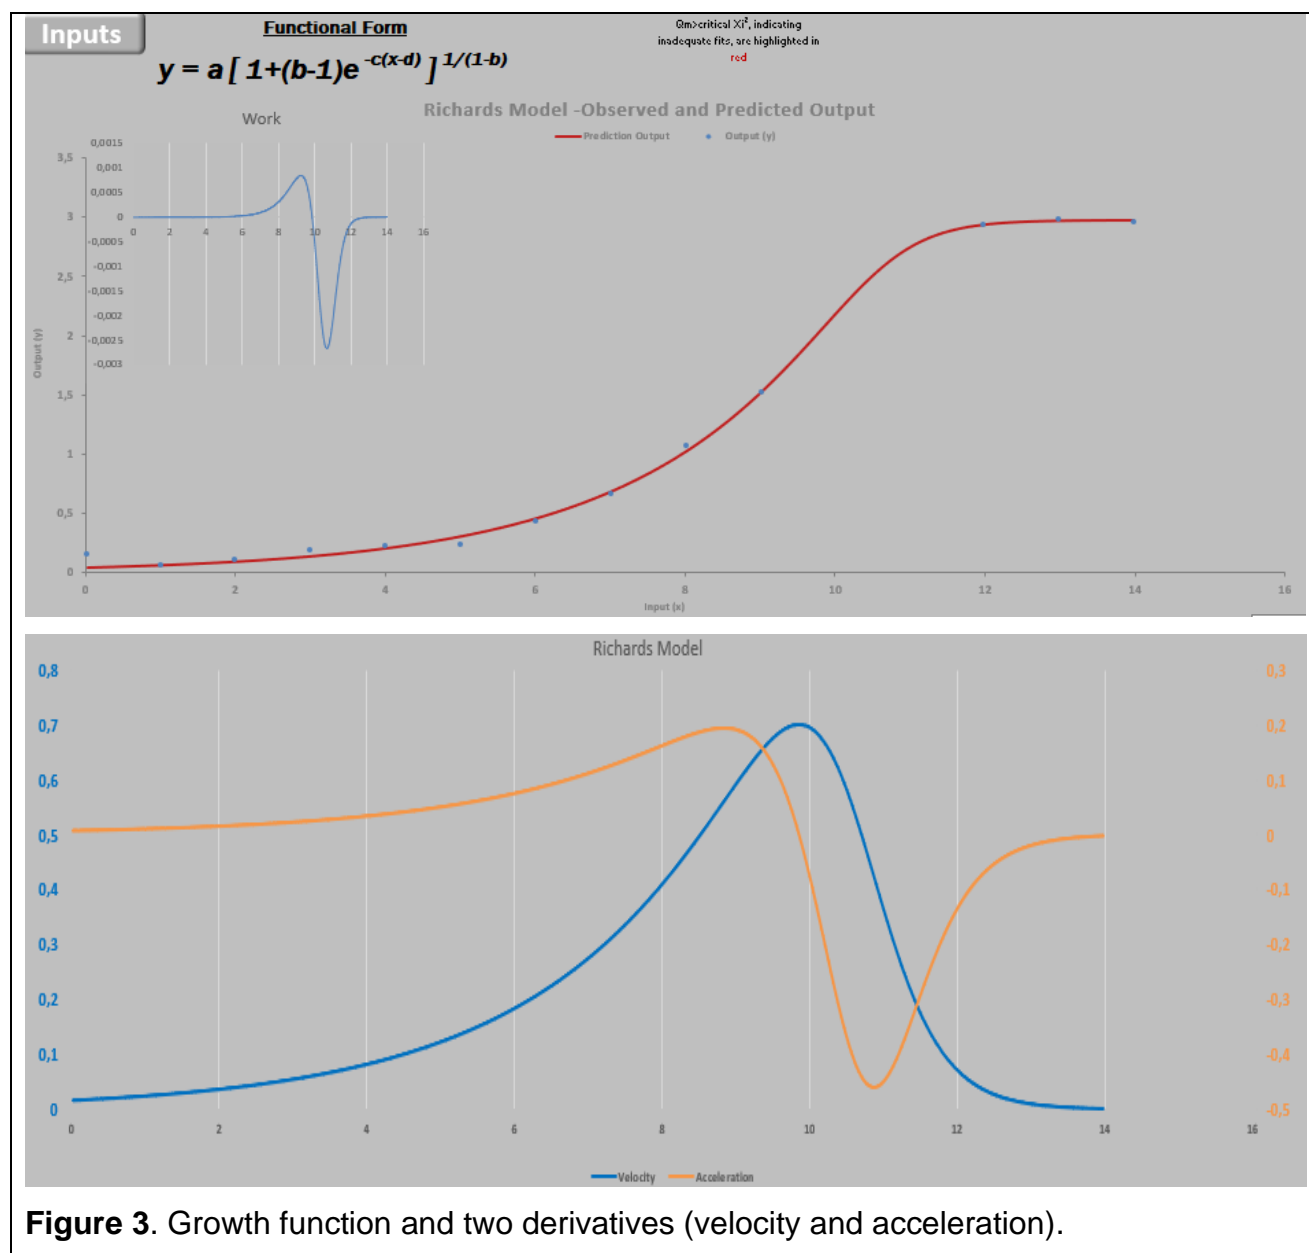 Inputs
Functional Form
y = a[ 1+(b-1)e -c(x-d) ] 1/(1-b)
Qm>critical Xi², indicating
inadequate fits, are highlighted in
red
Richards Model -Observed and Predicted Output
Prediction Output Output (y)
Work
0,0015
0,001
0,0005
0
-0,0005
-0,001
-0,0015
-0,002
-0,0025
-0,003
0 2 4 6 8 10 12 14 16
3,5
3
2,5
2
1,5
1
0,5
0
Output (y)
0 2 4 6 8 10 12 14 16
Input (x)
Richards Model
0,8
0,7
0,6
0,5
0,4
0,3
0,2
0,1
0
0,3
0,2
0,1
0
-0,1
-0,2
-0,3
-0,4
-0,5
0 2 4 6 8 10 12 14 16
Velocity Acceleration
Figure 3. Growth function and two derivatives (velocity and acceleration).